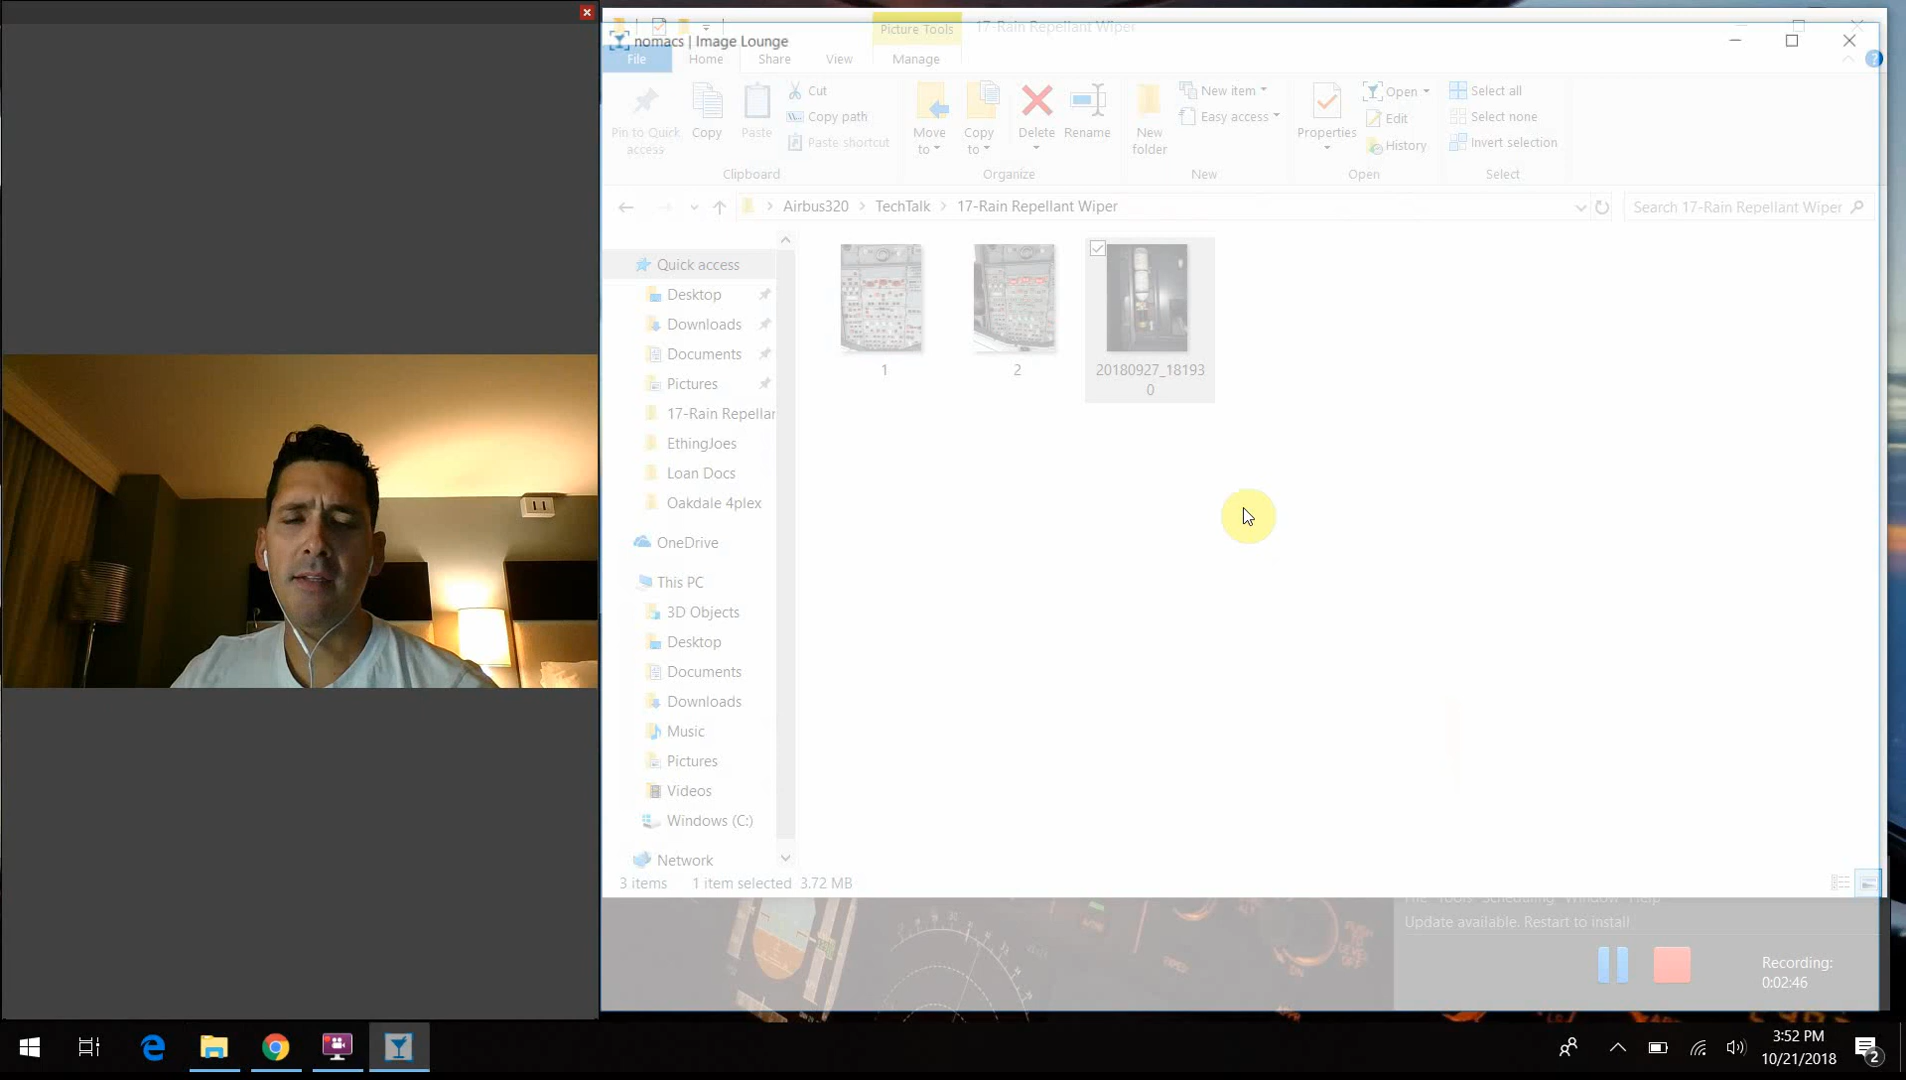 nomacs | Image Lounge
Picture Tools
17-Rain Repellant Wiper
File
Home
Share
View
Manage
Pin to Quick
access
Copy
Paste
Cut
Copy path
Paste shortcut
Clipboard
Move
to
Copy
to
Delete
Rename
Organize
New
folder
New item
Easy access
New
Properties
Open
Edit
History
Open
Select all
Select none
Invert selection
Select
Airbus320 > TechTalk > 17-Rain Repellant Wiper
Search 17-Rain Repellant Wiper
Quick access
Desktop
Downloads
Documents
Pictures
17-Rain Repellar
EthingJoes
Loan Docs
Oakdale 4plex
OneDrive
This PC
3D Objects
Desktop
Documents
Downloads
Music
Pictures
Videos
Windows (C:)
Network
1
2
20180927_18193
0
3 items
1 item selected 3.72 MB
File Tools Scheduling Window Help
Update available. Restart to install
Recording:
0:02:46
3:52 PM
10/21/2018
2